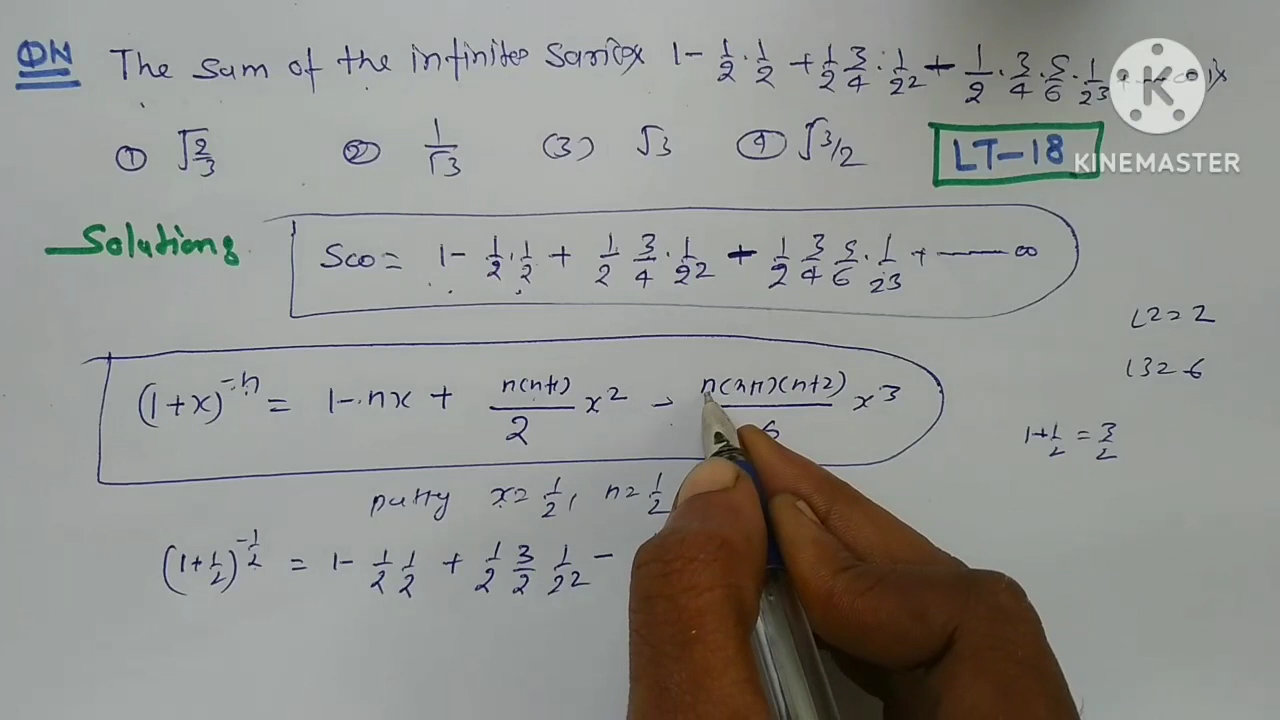 QN The Sum of the infinites Saries 1 - 1/2 · 1/2 + 1/2 3/4 · 1/2² - 1/2 · 3/4 · 5/6 · 1/2³
① √2/3 ② 1/√3 (3) √3 ④ √3/2 LT-18
KINEMASTER
Solution: S∞ = 1 - 1/2 · 1/2 + 1/2 3/4 · 1/2² - 1/2 3/4 5/6 · 1/2³ + —— ∞
L2 = 2
L3 = 6
(1+x)^-n = 1 - nx + n(n+1)/2 x² - n(n+1)(n+2)/6 x³
1+1/2 = 3/2
x = 1/2, n = 1/2
(1+1/2)^-1/2 = 1 - 1/2 1/2 + 1/2 3/2 1/2² -